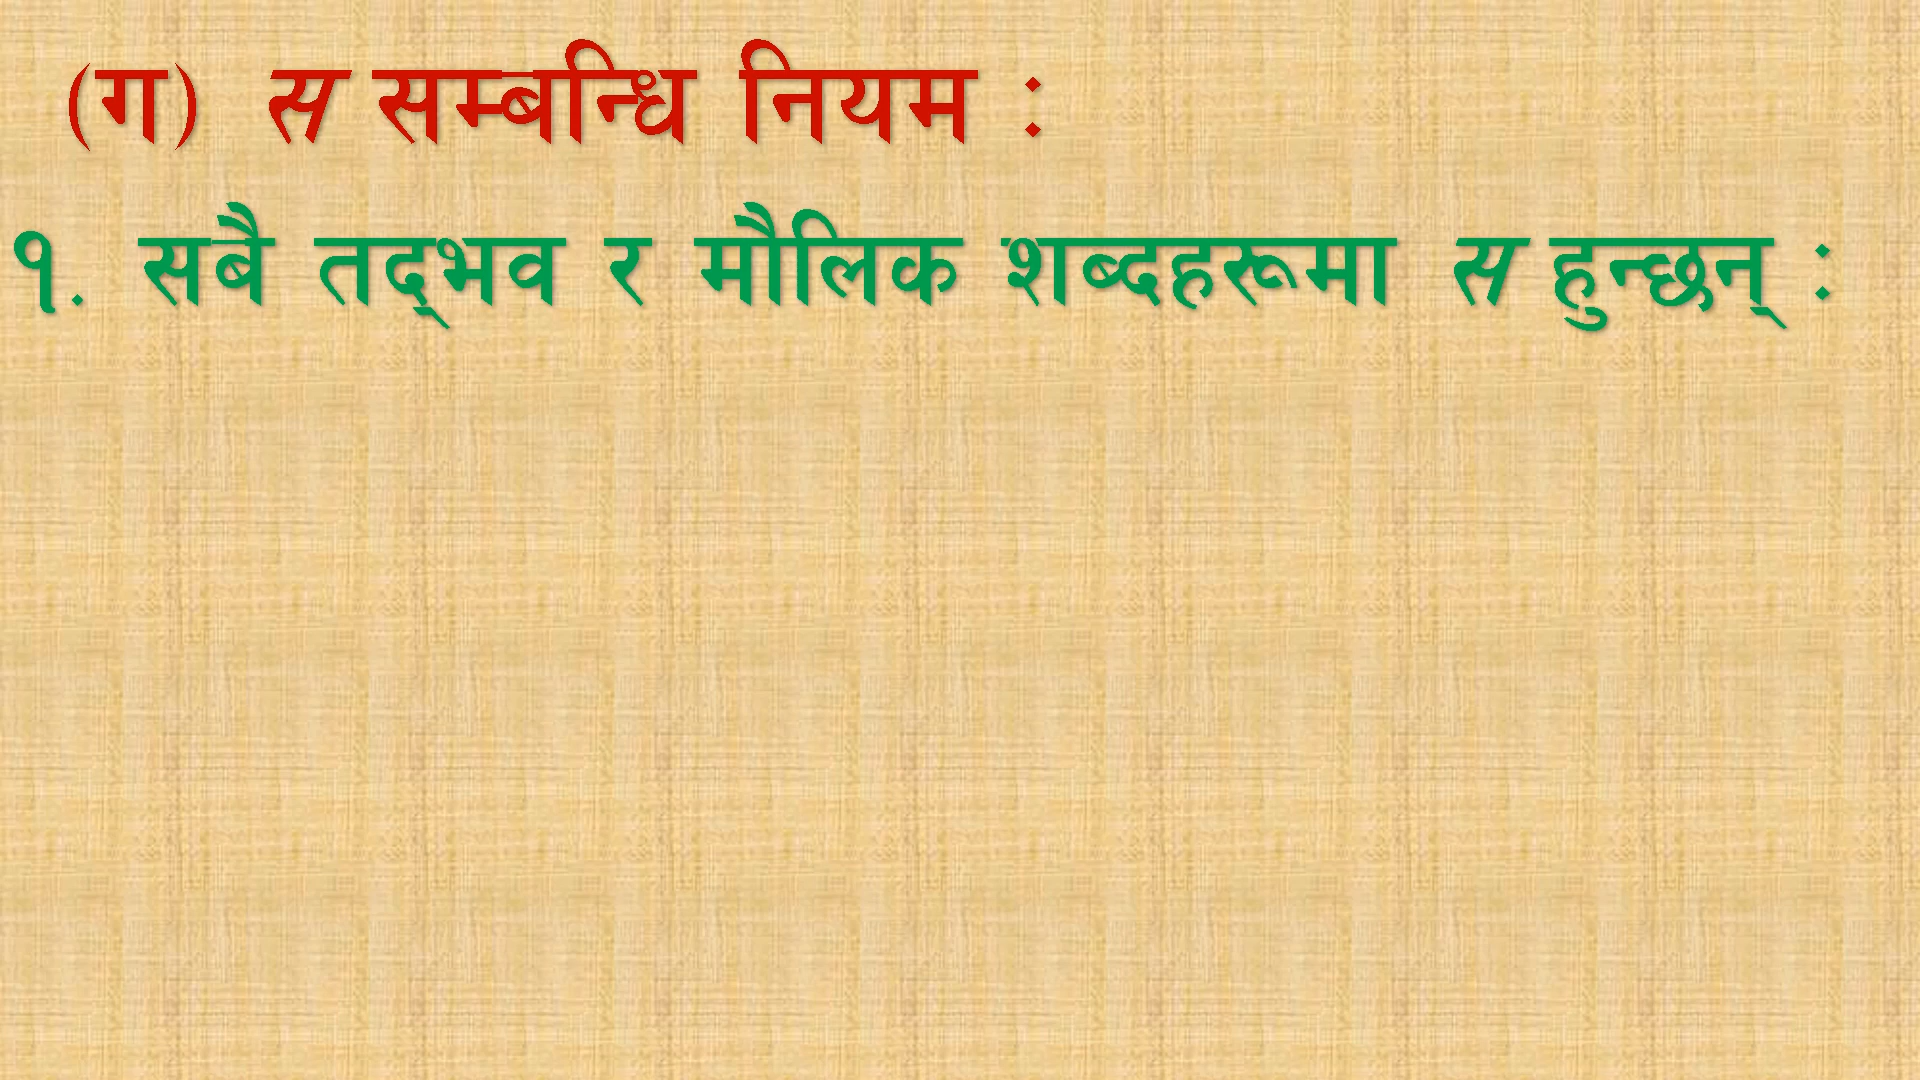 (ग) स सम्बन्धि नियम :
१. सबै तद्‌भव र मौलिक शब्दहरूमा स हुन्छन् :